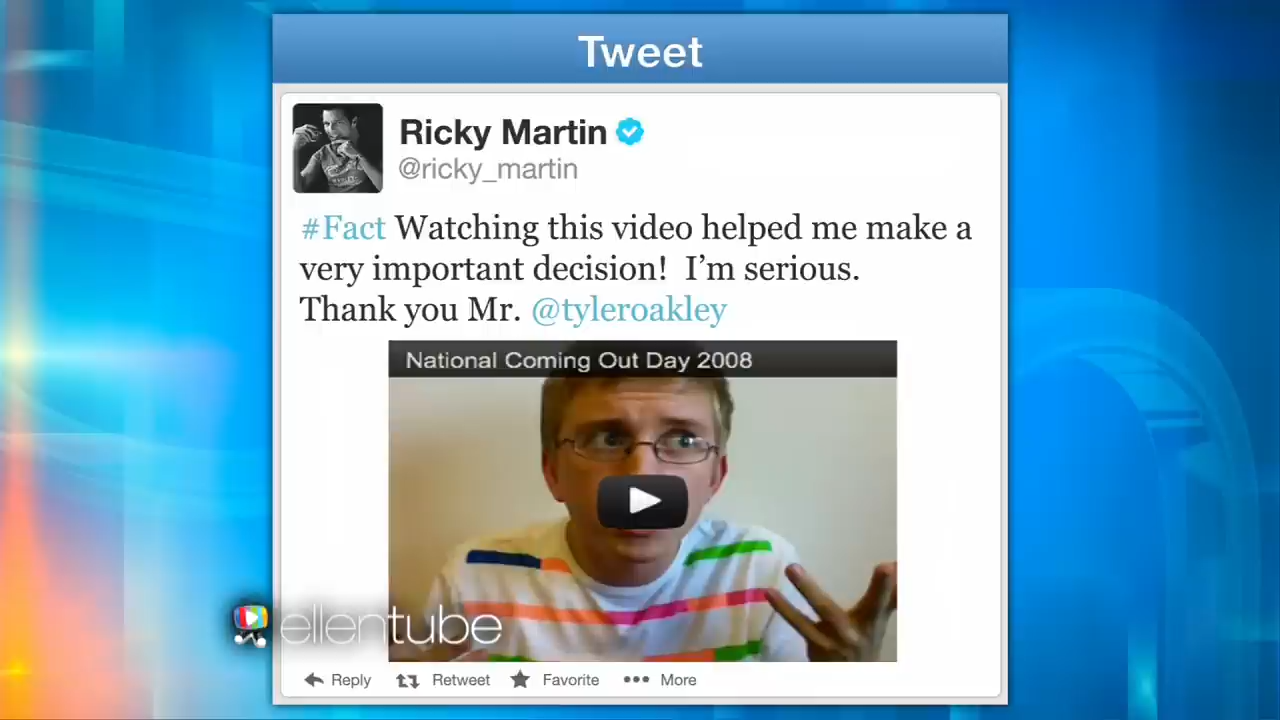 Tweet
Ricky Martin
@ricky_martin
#Fact Watching this video helped me make a
very important decision!  I'm serious.
Thank you Mr. @tyleroakley
National Coming Out Day 2008
ellentube
Reply Retweet Favorite More